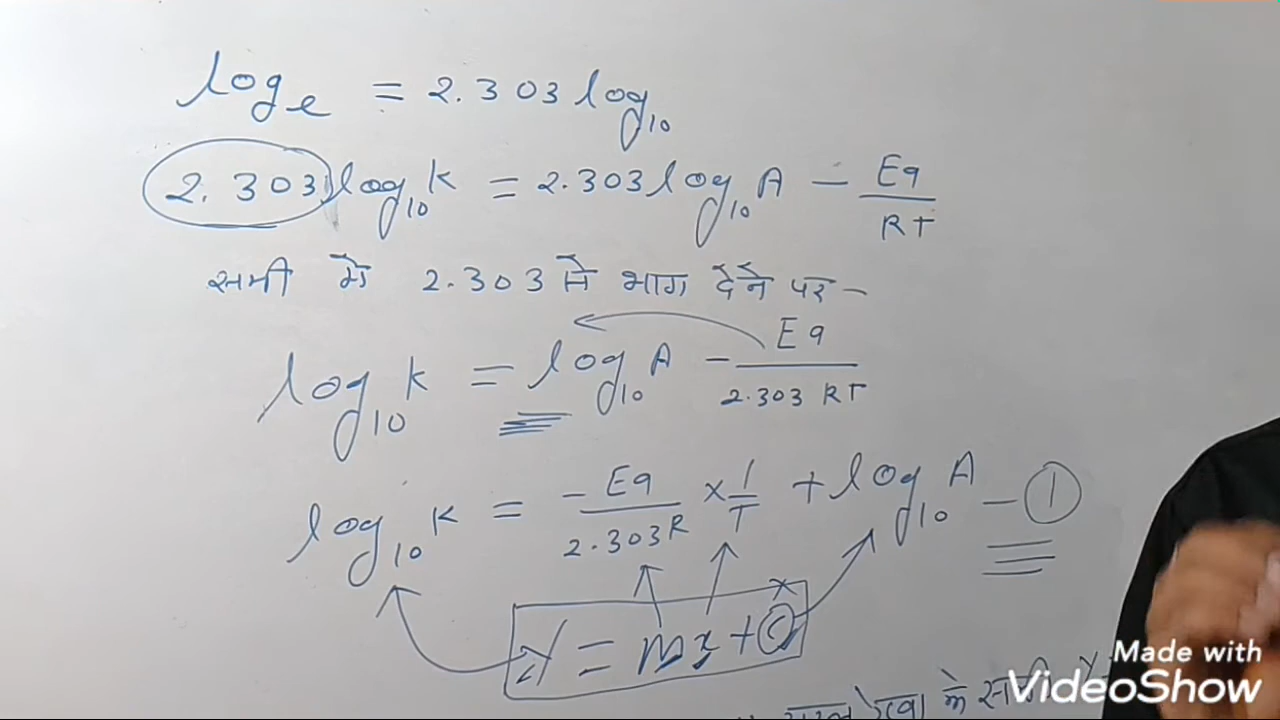 logₑ = 2.303 log₁₀
2.303 log₁₀ K = 2.303 log₁₀ A - Ea/RT
सभी में 2.303 से भाग देने पर -
log₁₀ K = log₁₀ A - Ea/2.303 RT
log₁₀ K = -Ea/2.303R × 1/T + log₁₀ A - ①
y = mx + c
सरल रेखा के
Made with
VideoShow